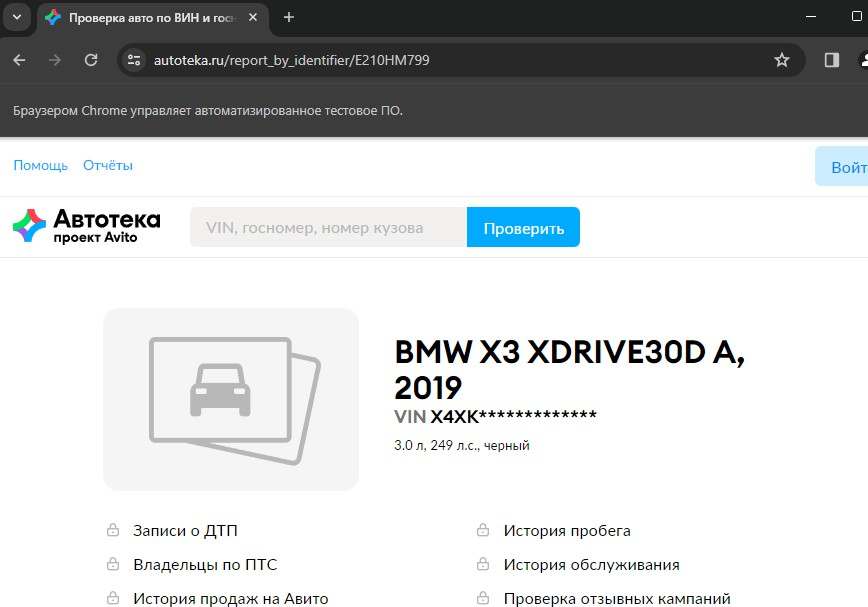 Проверка авто по ВИН и госн
autoteka.ru/report_by_identifier/E210HM799
Браузером Chrome управляет автоматизированное тестовое ПО.
Помощь Отчёты
Войт
Автотека
проект Avito
VIN, госномер, номер кузова
Проверить
BMW X3 XDRIVE30D A,
2019
VIN X4XK*************
3.0 л, 249 л.с., черный
Записи о ДТП
История пробега
Владельцы по ПТС
История обслуживания
История продаж на Авито
Проверка отзывных кампаний